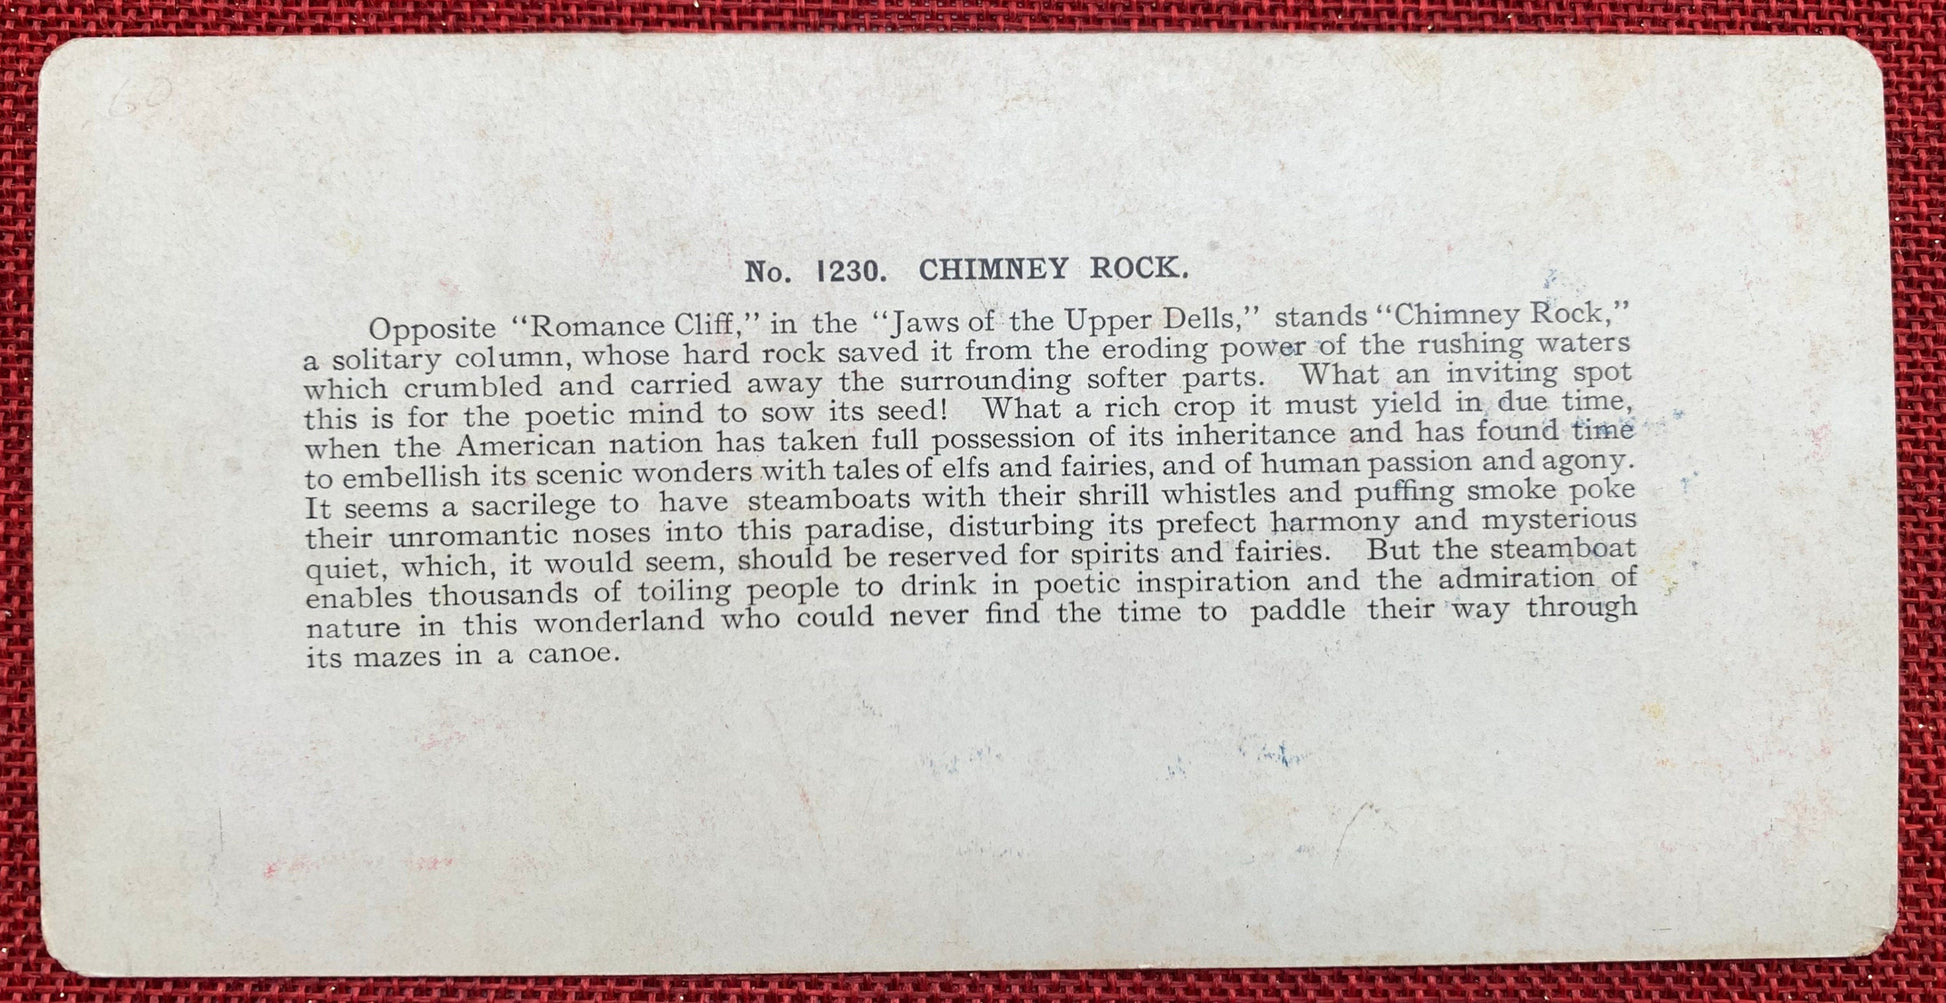 60
No. 1230. CHIMNEY ROCK.
Opposite “Romance Cliff,” in the “Jaws of the Upper Dells,” stands “Chimney Rock,”
a solitary column, whose hard rock saved it from the eroding power of the rushing waters
which crumbled and carried away the surrounding softer parts. What an inviting spot
this is for the poetic mind to sow its seed! What a rich crop it must yield in due time,
when the American nation has taken full possession of its inheritance and has found time
to embellish its scenic wonders with tales of elfs and fairies, and of human passion and agony.
It seems a sacrilege to have steamboats with their shrill whistles and puffing smoke poke
their unromantic noses into this paradise, disturbing its prefect harmony and mysterious
quiet, which, it would seem, should be reserved for spirits and fairies. But the steamboat
enables thousands of toiling people to drink in poetic inspiration and the admiration of
nature in this wonderland who could never find the time to paddle their way through
its mazes in a canoe.